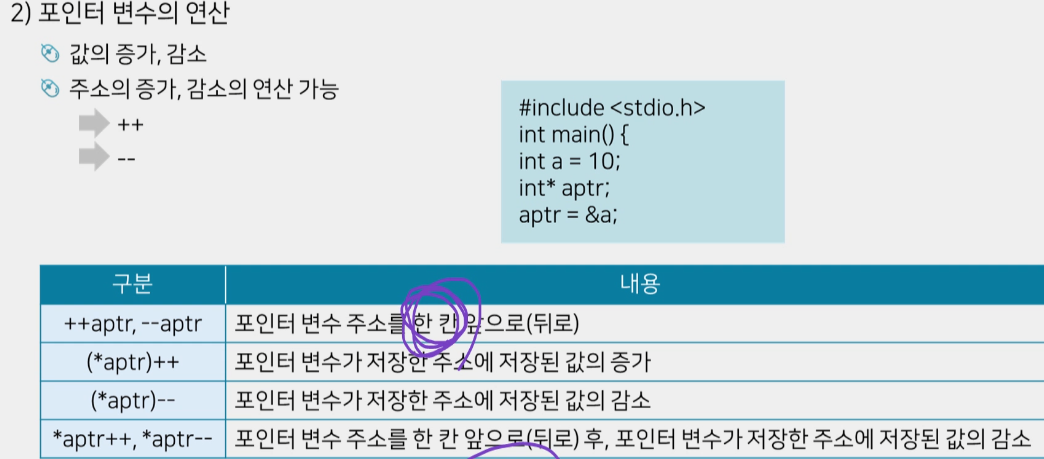 2) 포인터 변수의 연산
값의 증가, 감소
주소의 증가, 감소의 연산 가능
++
--
#include <stdio.h>
int main() {
int a = 10;
int* aptr;
aptr = &a;
구분 내용
++aptr, --aptr 포인터 변수 주소를 한 칸 앞으로(뒤로)
(*aptr)++ 포인터 변수가 저장한 주소에 저장된 값의 증가
(*aptr)-- 포인터 변수가 저장한 주소에 저장된 값의 감소
*aptr++, *aptr-- 포인터 변수 주소를 한 칸 앞으로(뒤로) 후, 포인터 변수가 저장한 주소에 저장된 값의 감소